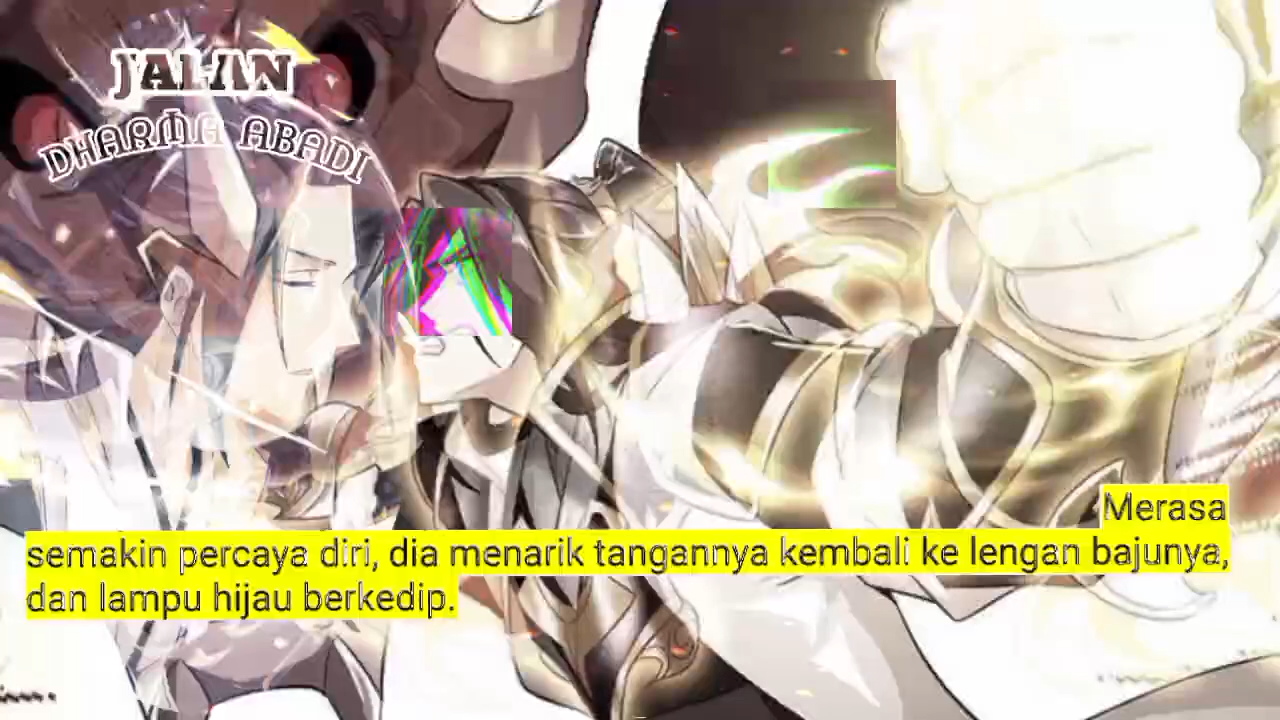 JALAN
DHARMA ABADI
Merasa
semakin percaya diri, dia menarik tangannya kembali ke lengan bajunya,
dan lampu hijau berkedip.